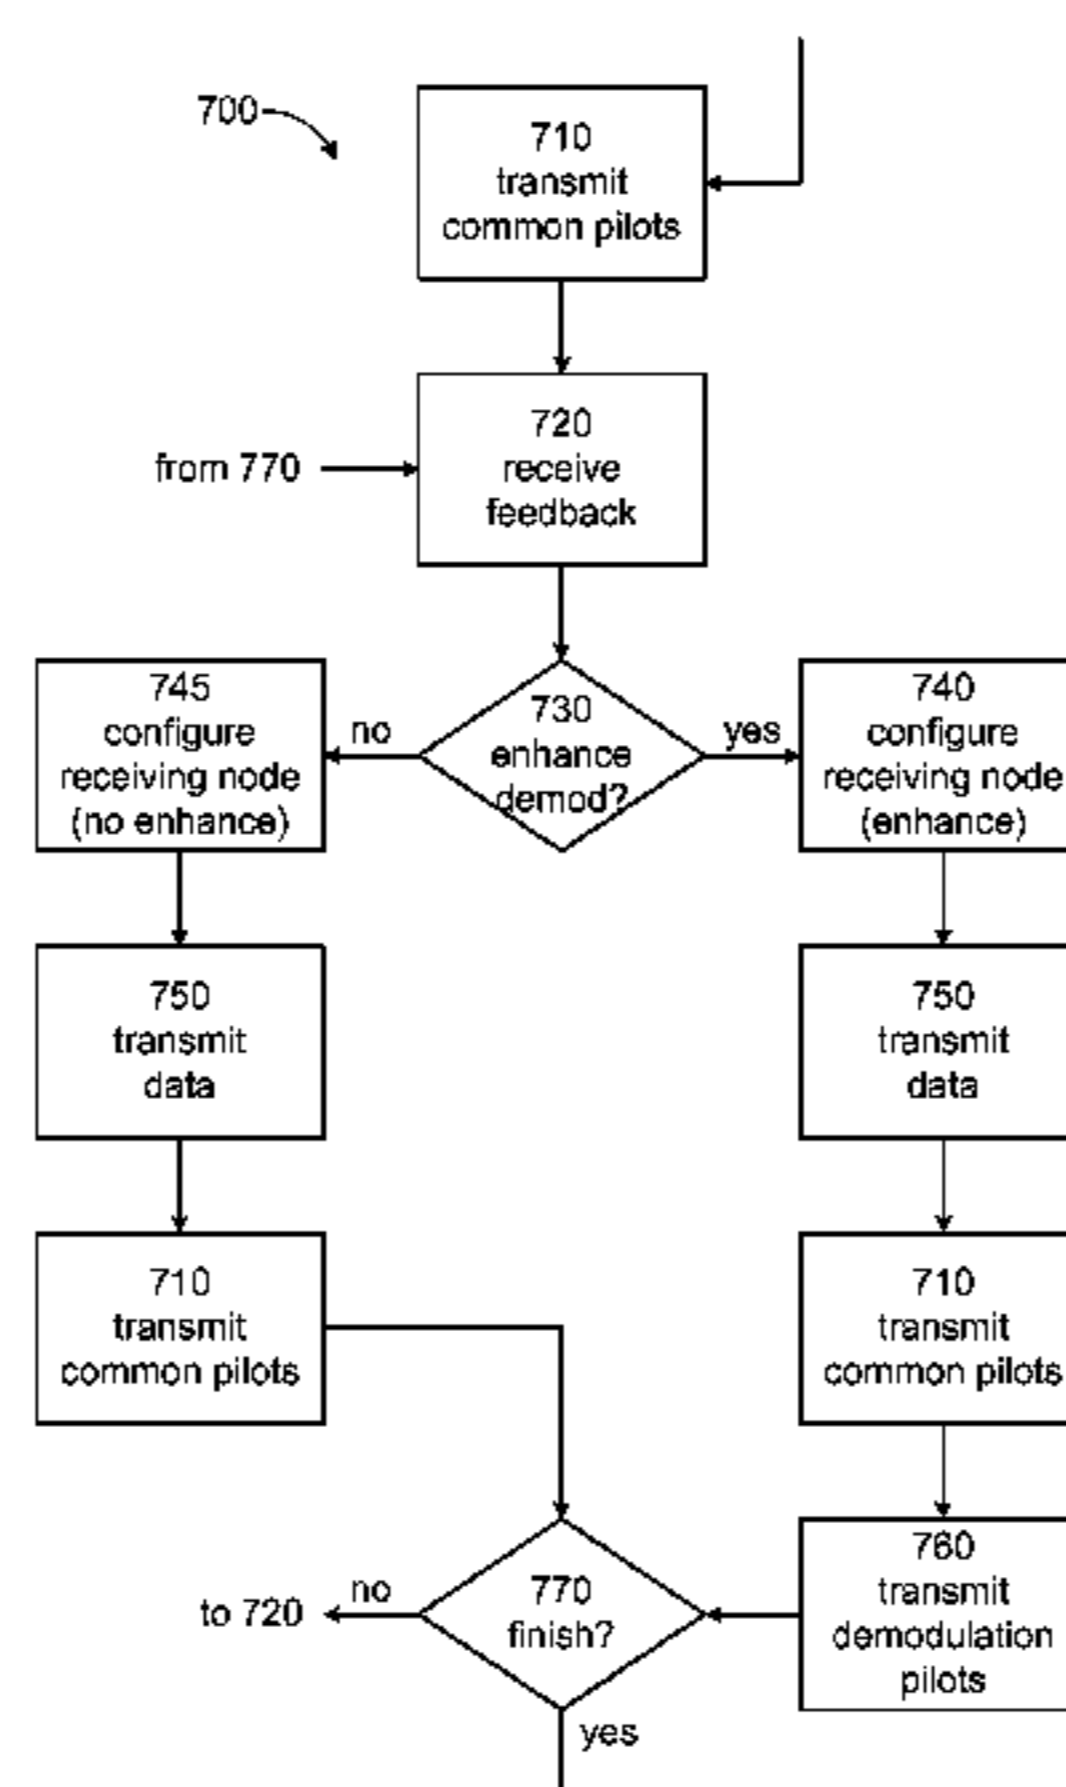 700
710
transmit
common pilots
720
receive
feedback
from 770
730
enhance
demod?
no
yes
745
configure
receiving node
(no enhance)
740
configure
receiving node
(enhance)
750
transmit
data
750
transmit
data
710
transmit
common pilots
710
transmit
common pilots
760
transmit
demodulation
pilots
770
finish?
no
to 720
yes